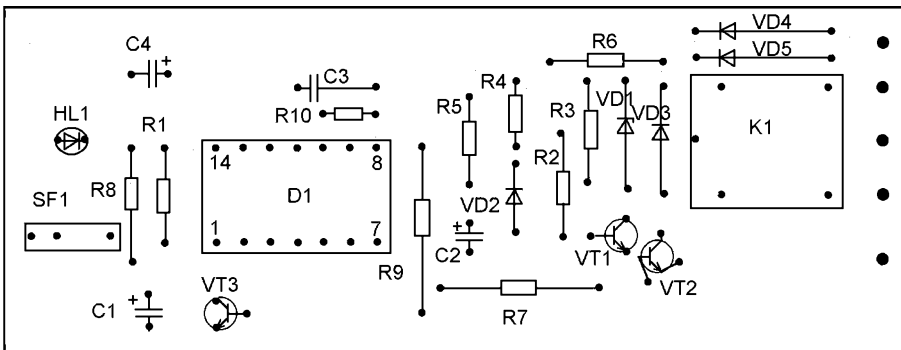 VD4
VD5
C4
+
R6
C3
R4
R5
R3
VD1
VD3
HL1
R1
R10
K1
14
8
R2
R8
D1
SF1
VD2
1
7
+
C2
VT1
R9
VT2
+
C1
VT3
R7